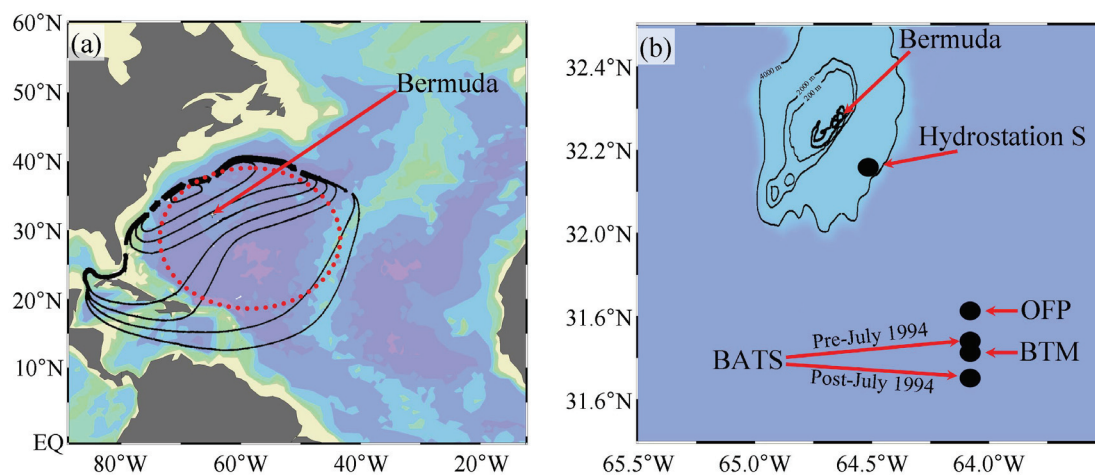 (a)
60°N
50°N
40°N
30°N
20°N
10°N
EQ
80°W
60°W
40°W
20°W
Bermuda
(b)
32.4°N
32.2°N
32.0°N
31.6°N
31.6°N
65.5°W
65.0°W
64.5°W
64.0°W
4000 m
2000 m
200 m
Bermuda
Hydrostation S
OFP
Pre-July 1994
BATS
BTM
Post-July 1994